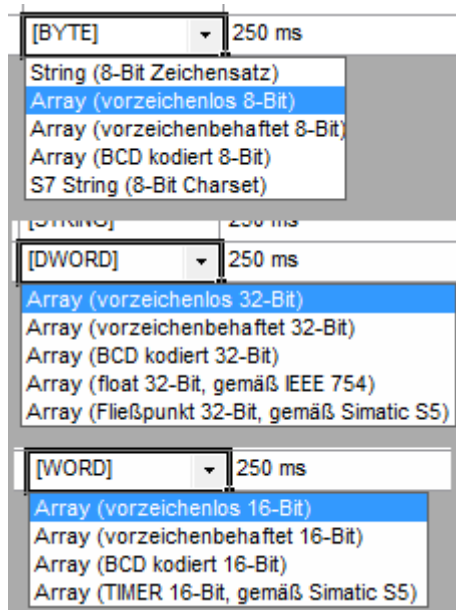 [BYTE] 250 ms
String (8-Bit Zeichensatz)
Array (vorzeichenlos 8-Bit)
Array (vorzeichenbehaftet 8-Bit)
Array (BCD kodiert 8-Bit)
S7 String (8-Bit Charset)
[STRING] 250 ms
[DWORD] 250 ms
Array (vorzeichenlos 32-Bit)
Array (vorzeichenbehaftet 32-Bit)
Array (BCD kodiert 32-Bit)
Array (float 32-Bit, gemäß IEEE 754)
Array (Fließpunkt 32-Bit, gemäß Simatic S5)
[WORD] 250 ms
Array (vorzeichenlos 16-Bit)
Array (vorzeichenbehaftet 16-Bit)
Array (BCD kodiert 16-Bit)
Array (TIMER 16-Bit, gemäß Simatic S5)